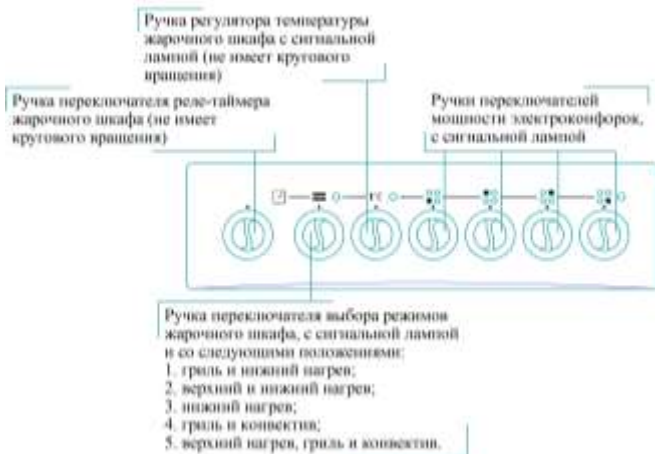 Ручка регулятора температуры
жарочного шкафа с сигнальной
лампой (не имеет кругового
вращения)
Ручка переключателя реле-таймера
жарочного шкафа (не имеет
кругового вращения)
Ручки переключателей
мощности электроконфорок,
с сигнальной лампой
t°C
Ручка переключателя выбора режимов
жарочного шкафа, с сигнальной лампой
и со следующими положениями:
1. гриль и нижний нагрев;
2. верхний и нижний нагрев;
3. нижний нагрев;
4. гриль и конвектив;
5. верхний нагрев, гриль и конвектив.